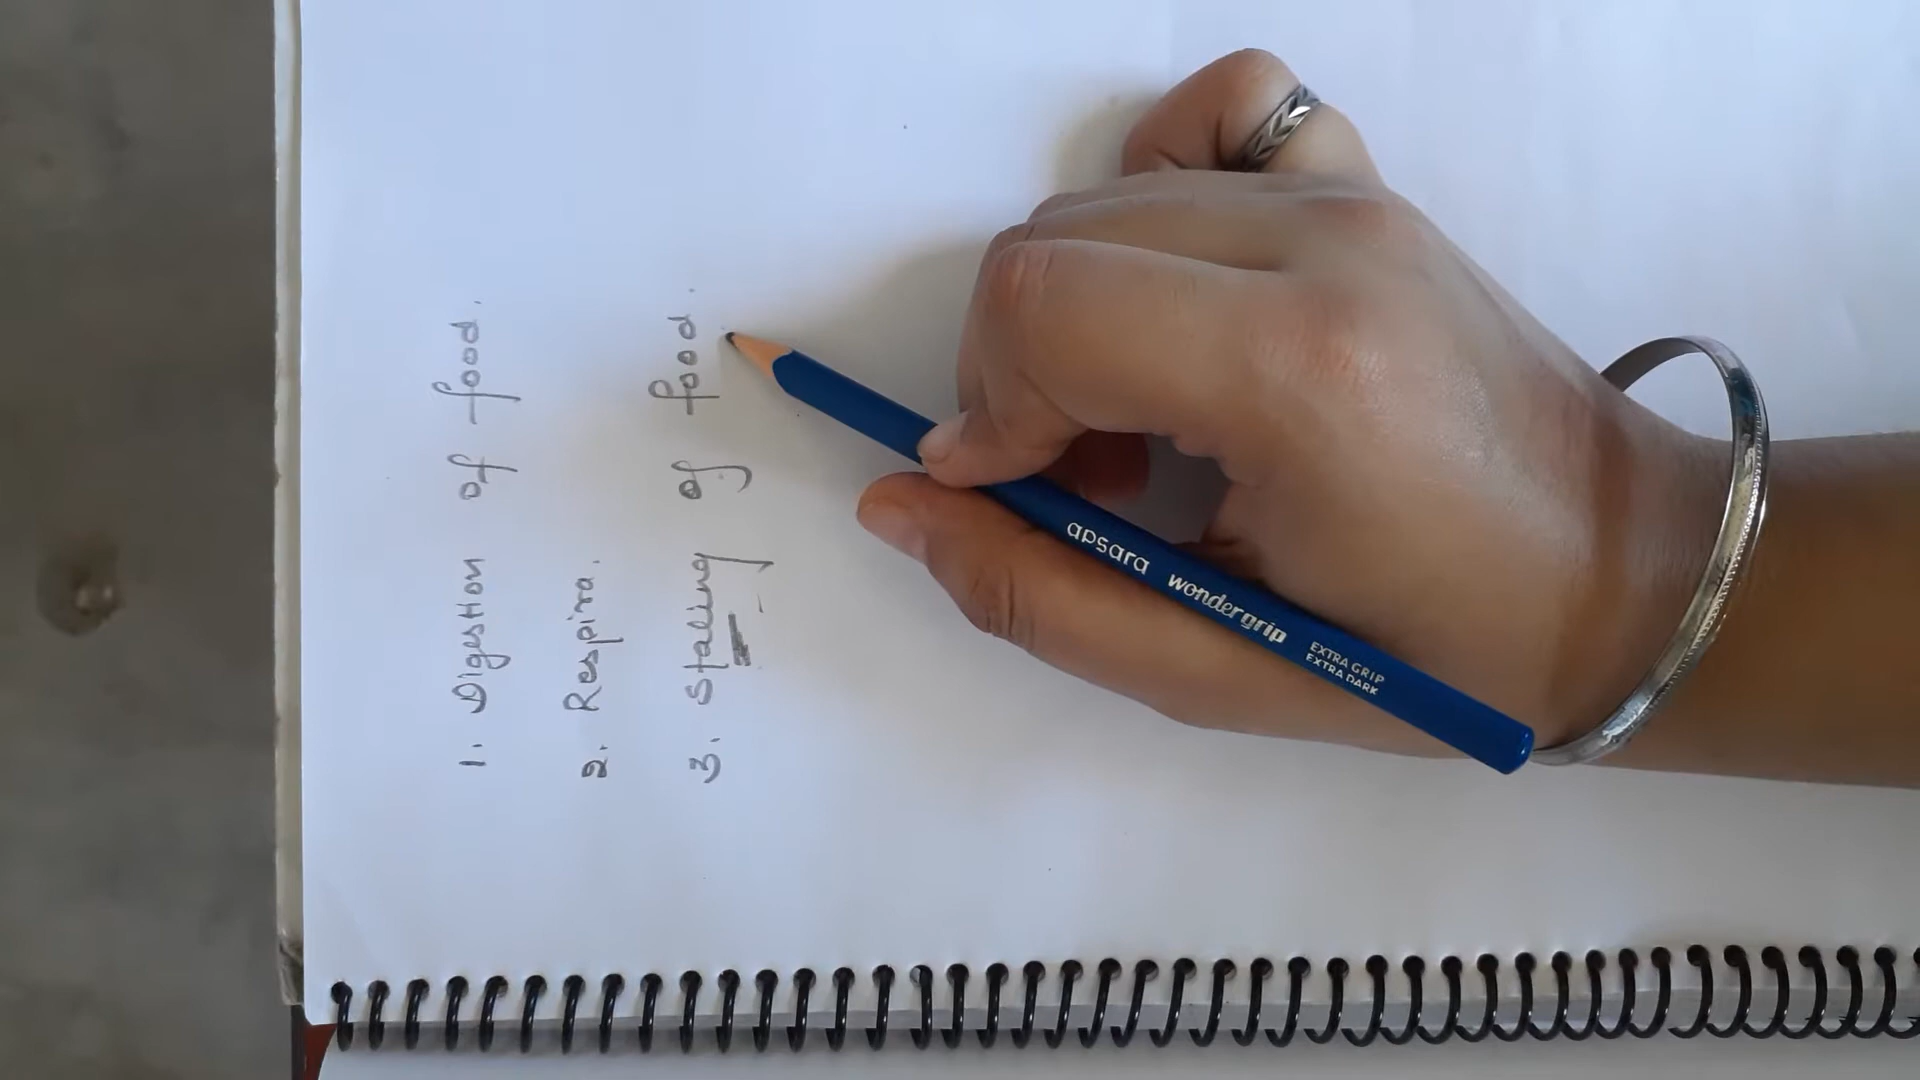 1. Digestion of food.
2. Respira.
3. Staling of food.
apsara wondergrip
EXTRA GRIP
EXTRA DARK